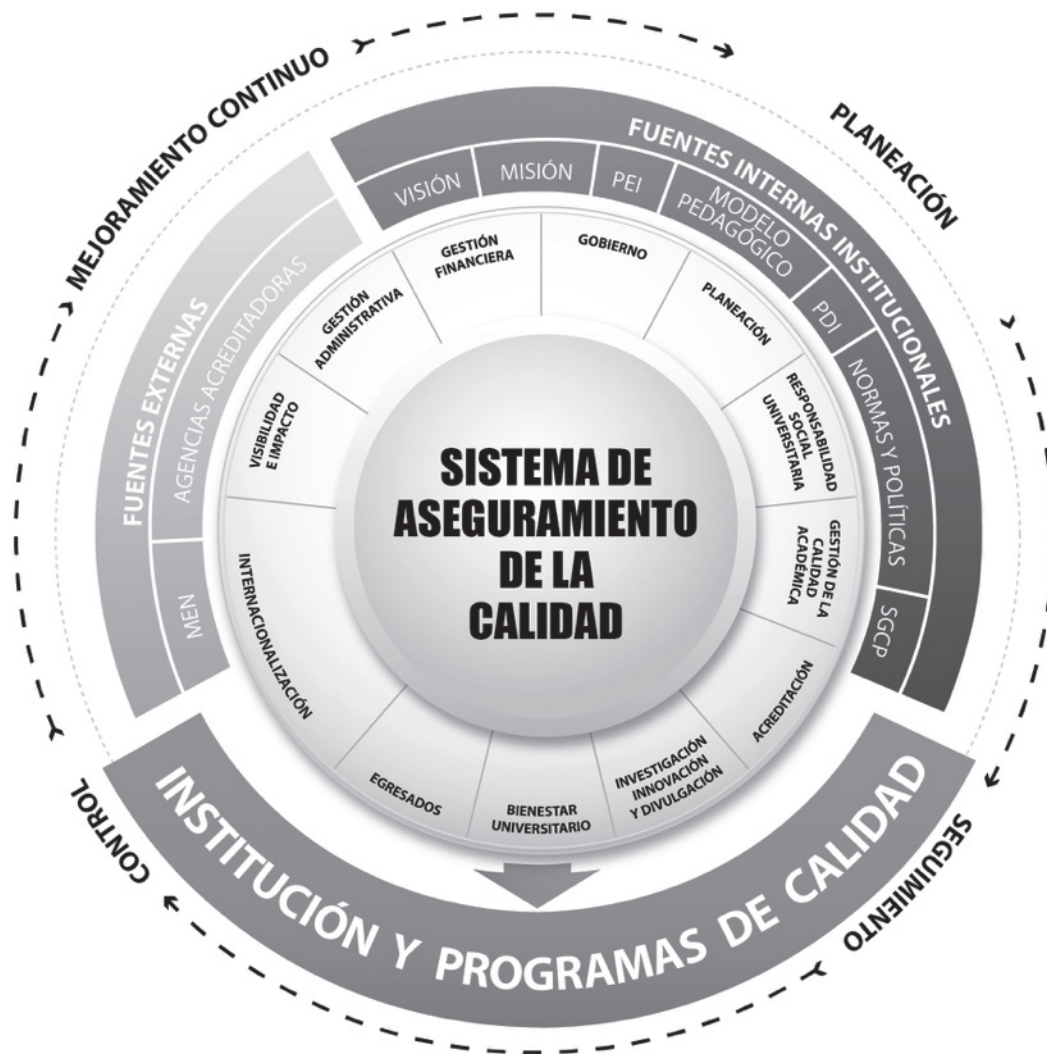 MEJORAMIENTO CONTINUO
PLANEACIÓN
SEGUIMIENTO
CONTROL
FUENTES EXTERNAS
AGENCIAS ACREDITADORAS
MEN
FUENTES INTERNAS INSTITUCIONALES
VISIÓN
MISIÓN
PEI
MODELO
PEDAGÓGICO
PDI
NORMAS Y POLÍTICAS
SGCP
GOBIERNO
PLANEACIÓN
RESPONSABILIDAD
SOCIAL
UNIVERSITARIA
GESTIÓN DE LA
CALIDAD
ACADÉMICA
ACREDITACIÓN
INVESTIGACIÓN
INNOVACIÓN
Y DIVULGACIÓN
BIENESTAR
UNIVERSITARIO
EGRESADOS
INTERNACIONALIZACIÓN
VISIBILIDAD
E IMPACTO
GESTIÓN
ADMINISTRATIVA
GESTIÓN
FINANCIERA
SISTEMA DE
ASEGURAMIENTO
DE LA
CALIDAD
INSTITUCIÓN Y PROGRAMAS DE CALIDAD